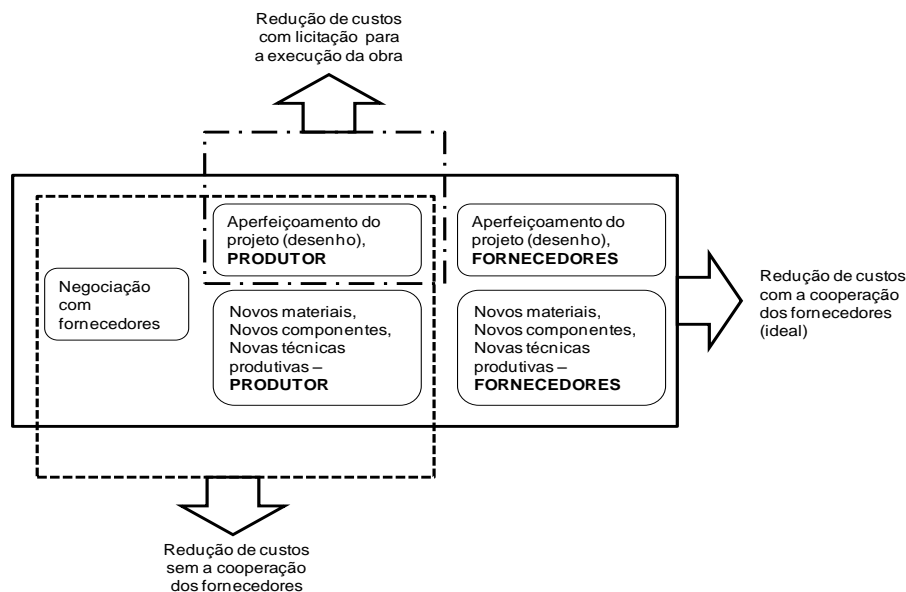 Redução de custos
com licitação para
a execução da obra
Aperfeiçoamento do
projeto (desenho),
PRODUTOR
Aperfeiçoamento do
projeto (desenho),
FORNECEDORES
Negociação
com
fornecedores
Novos materiais,
Novos componentes,
Novas técnicas
produtivas –
PRODUTOR
Novos materiais,
Novos componentes,
Novas técnicas
produtivas –
FORNECEDORES
Redução de custos
com a cooperação
dos fornecedores
(ideal)
Redução de custos
sem a cooperação
dos fornecedores